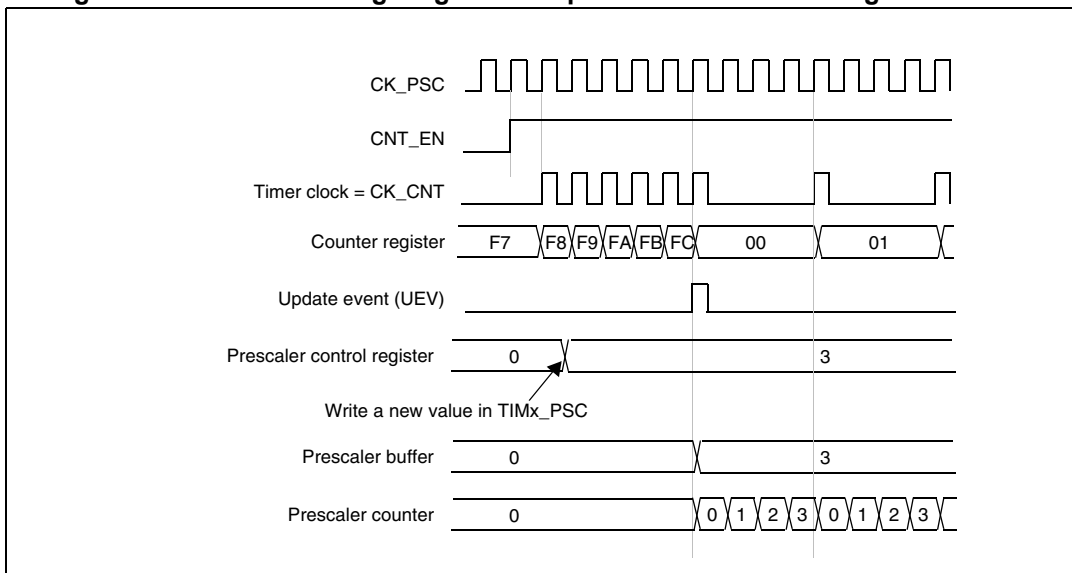 CK_PSC
CNT_EN
Timer clock = CK_CNT
Counter register F7 F8 F9 FA FB FC 00 01
Update event (UEV)
Prescaler control register 0 3
Write a new value in TIMx_PSC
Prescaler buffer 0 3
Prescaler counter 0 0 1 2 3 0 1 2 3